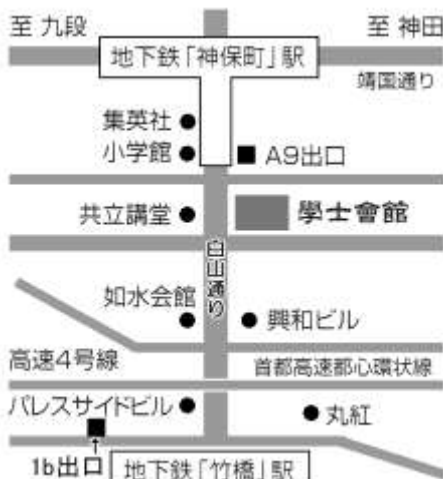 至 九段
至 神田
地下鉄「神保町」駅
靖国通り
集英社
小学館
A9出口
共立講堂
學士會館
白山通り
如水会館
興和ビル
高速4号線
首都高速都心環状線
パレスサイドビル
丸紅
1b出口
地下鉄「竹橋」駅